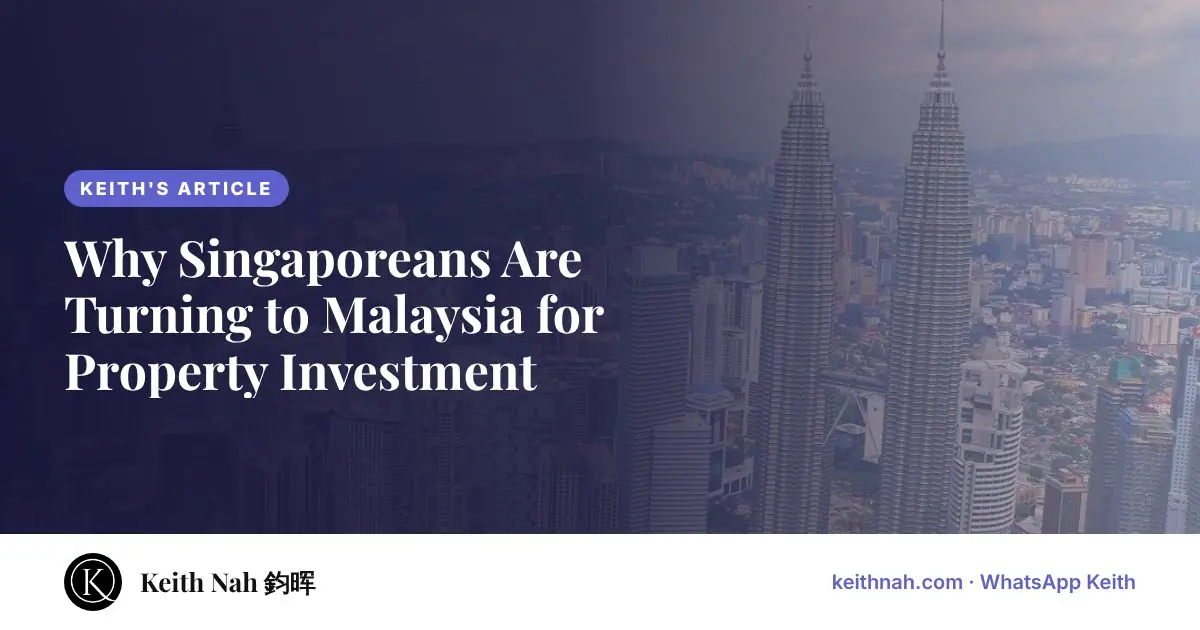 KEITH'S ARTICLE
Why Singaporeans Are
Turning to Malaysia for
Property Investment
K
Keith Nah 鈞晖
keithnah.com · WhatsApp Keith